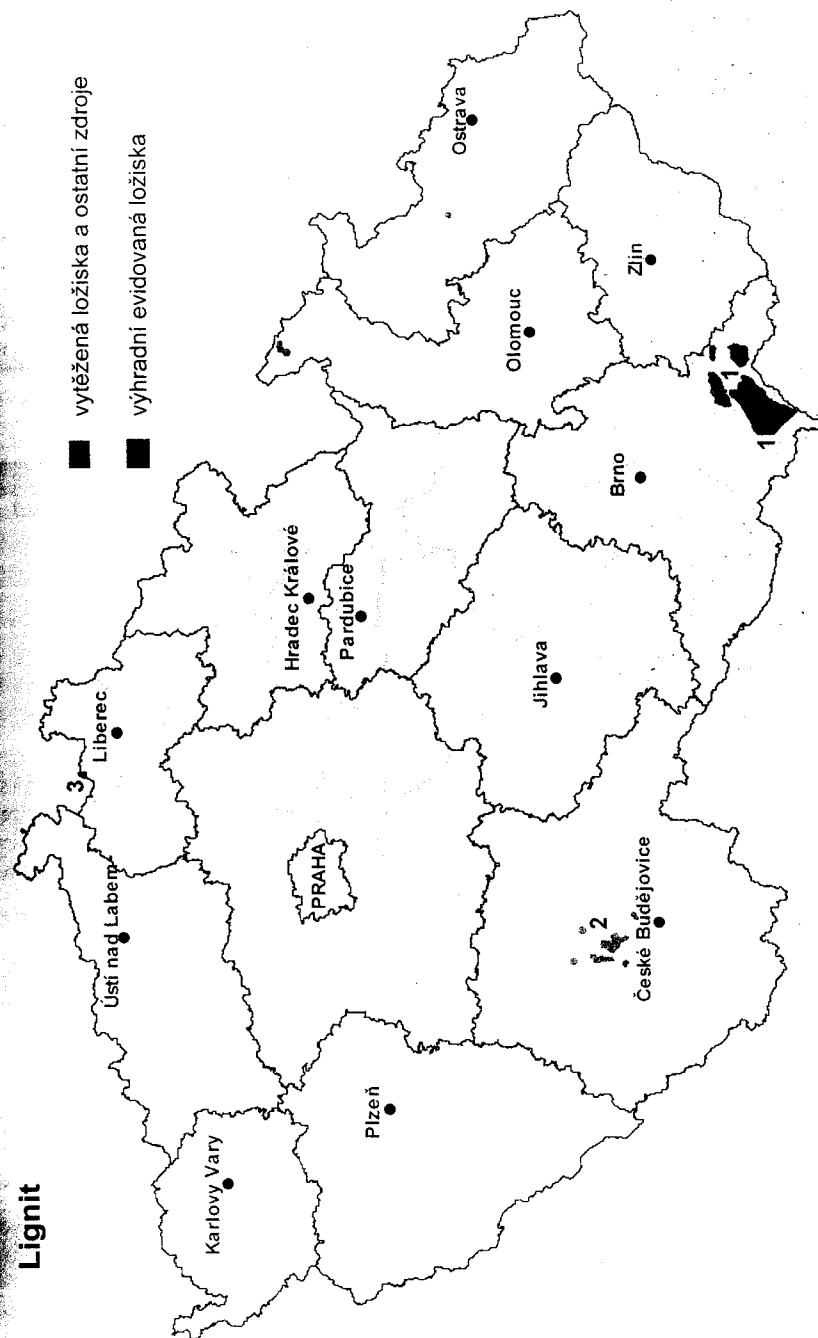 Lignit
vytěžená ložiska a ostatní zdroje
výhradní evidovaná ložiska
Karlovy Vary
Ústí nad Labem
3
Liberec
Plzeň
PRAHA
Hradec Králové
Pardubice
2
České Budějovice
Jihlava
Brno
Olomouc
Ostrava
Zlín
1
1